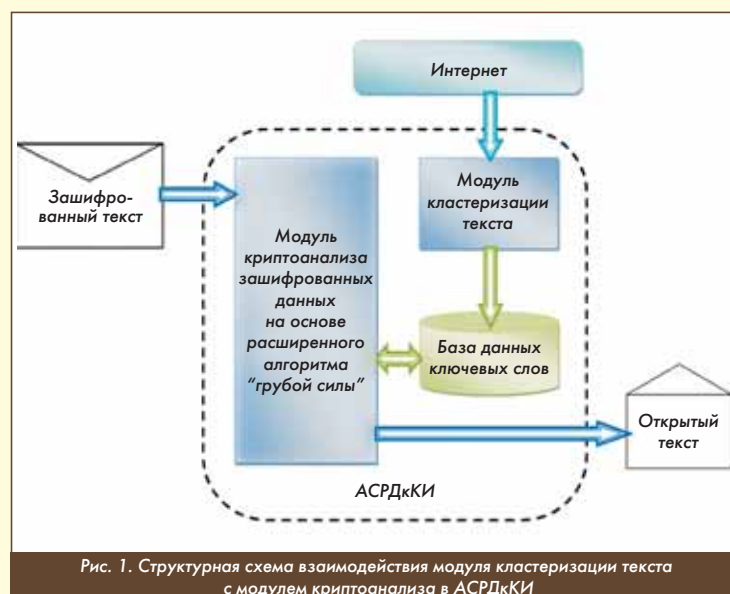 Интернет
Зашифро-
ванный текст
Модуль
кластеризации
текста
Модуль
криптоанализа
зашифрованных
данных
на основе
расширенного
алгоритма
“грубой силы”
База данных
ключевых слов
Открытый
текст
АСРДкКИ
Рис. 1. Структурная схема взаимодействия модуля кластеризации текста
с модулем криптоанализа в АСРДкКИ